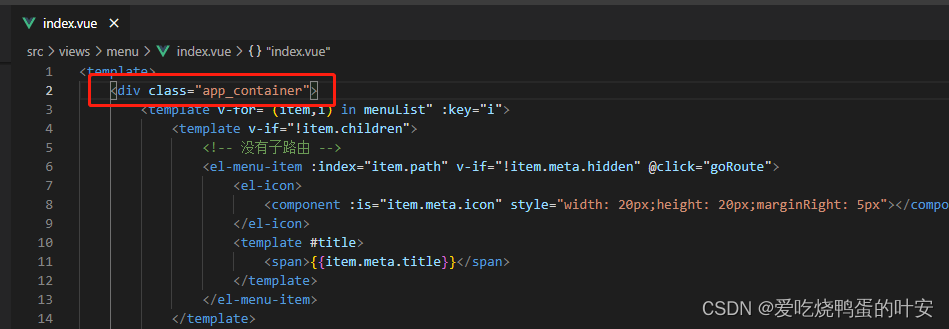 index.vue ×
src > views > menu > index.vue > {} "index.vue"
1 <template>
2 <div class="app_container">
3 <template v-for="(item,i) in menuList" :key="i">
4 <template v-if="!item.children">
5 <!-- 没有子路由 -->
6 <el-menu-item :index="item.path" v-if="!item.meta.hidden" @click="goRoute">
7 <el-icon>
8 <component :is="item.meta.icon" style="width: 20px;height: 20px;marginRight: 5px"></compo
9 </el-icon>
10 <template #title>
11 <span>{{item.meta.title}}</span>
12 </template>
13 </el-menu-item>
14 </template>
CSDN @爱吃烧鸭蛋的叶安